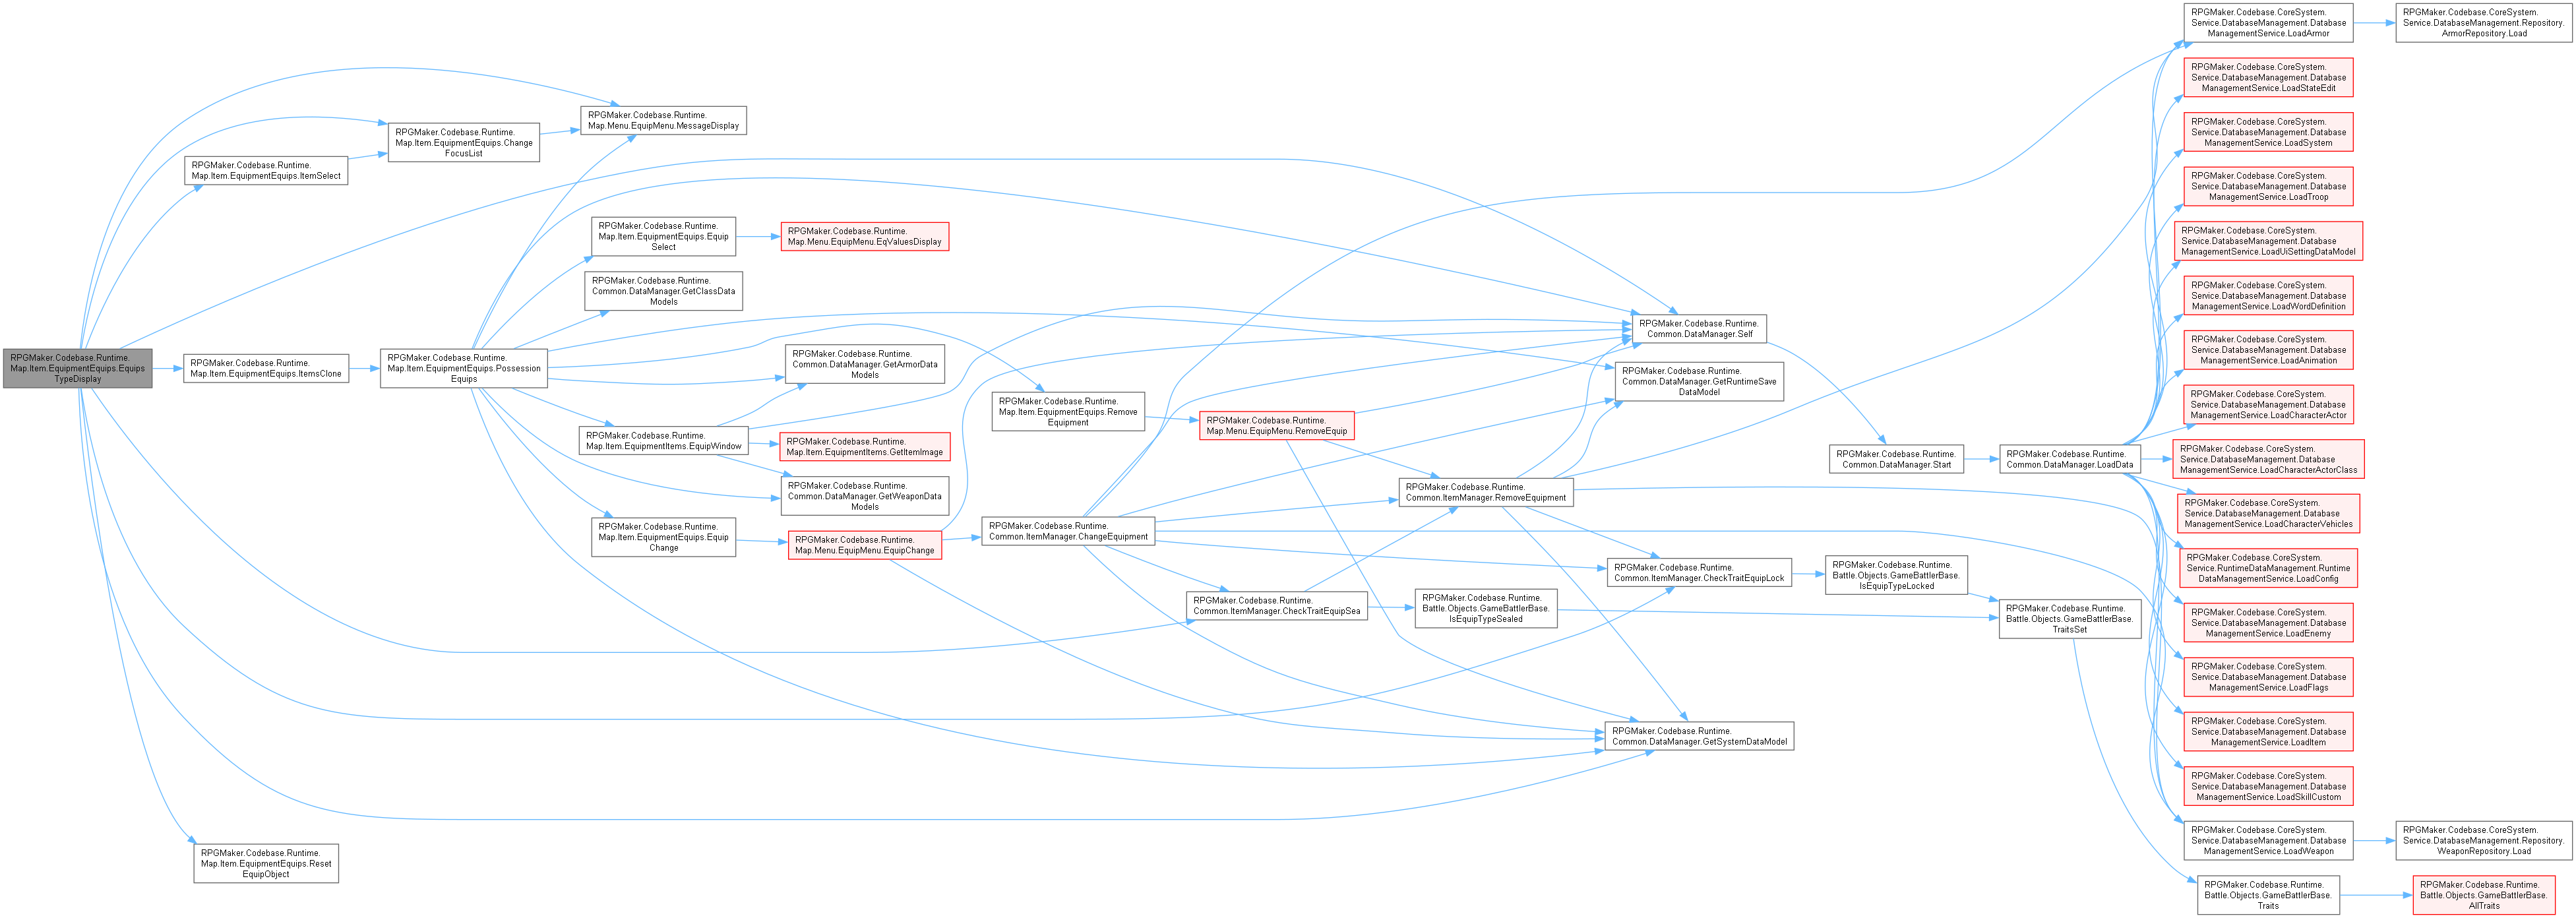 RPGMaker.Codebase.Runtime.
Map.Item.EquipmentEquips.Equips
TypeDisplay
RPGMaker.Codebase.Runtime.
Map.Item.EquipmentEquips.ItemSelect
RPGMaker.Codebase.Runtime.
Map.Item.EquipmentEquips.ItemsClone
RPGMaker.Codebase.Runtime.
Map.Item.EquipmentEquips.Reset
EquipObject
RPGMaker.Codebase.Runtime.
Map.Item.EquipmentEquips.Change
FocusList
RPGMaker.Codebase.Runtime.
Map.Item.EquipmentEquips.Possession
Equips
RPGMaker.Codebase.Runtime.
Map.Menu.EquipMenu.MessageDisplay
RPGMaker.Codebase.Runtime.
Map.Item.EquipmentEquips.Equip
Select
RPGMaker.Codebase.Runtime.
Common.DataManager.GetClassData
Models
RPGMaker.Codebase.Runtime.
Map.Item.EquipmentItems.EquipWindow
RPGMaker.Codebase.Runtime.
Map.Item.EquipmentEquips.Equip
Change
RPGMaker.Codebase.Runtime.
Map.Menu.EquipMenu.EqValuesDisplay
RPGMaker.Codebase.Runtime.
Common.DataManager.GetArmorData
Models
RPGMaker.Codebase.Runtime.
Map.Item.EquipmentItems.GetItemImage
RPGMaker.Codebase.Runtime.
Common.DataManager.GetWeaponData
Models
RPGMaker.Codebase.Runtime.
Map.Menu.EquipMenu.EquipChange
RPGMaker.Codebase.Runtime.
Map.Item.EquipmentEquips.Remove
Equipment
RPGMaker.Codebase.Runtime.
Common.ItemManager.ChangeEquipment
RPGMaker.Codebase.Runtime.
Map.Menu.EquipMenu.RemoveEquip
RPGMaker.Codebase.Runtime.
Common.ItemManager.CheckTraitEquipSea
RPGMaker.Codebase.Runtime.
Common.ItemManager.RemoveEquipment
RPGMaker.Codebase.Runtime.
Battle.Objects.GameBattlerBase.
IsEquipTypeSealed
RPGMaker.Codebase.Runtime.
Common.DataManager.Self
RPGMaker.Codebase.Runtime.
Common.DataManager.GetRuntimeSave
DataModel
RPGMaker.Codebase.Runtime.
Common.ItemManager.CheckTraitEquipLock
RPGMaker.Codebase.Runtime.
Common.DataManager.GetSystemDataModel
RPGMaker.Codebase.Runtime.
Common.DataManager.Start
RPGMaker.Codebase.Runtime.
Battle.Objects.GameBattlerBase.
IsEquipTypeLocked
RPGMaker.Codebase.Runtime.
Common.DataManager.LoadData
RPGMaker.Codebase.Runtime.
Battle.Objects.GameBattlerBase.
TraitsSet
RPGMaker.Codebase.CoreSystem.
Service.DatabaseManagement.Database
ManagementService.LoadArmor
RPGMaker.Codebase.CoreSystem.
Service.DatabaseManagement.Database
ManagementService.LoadStateEdit
RPGMaker.Codebase.CoreSystem.
Service.DatabaseManagement.Database
ManagementService.LoadSystem
RPGMaker.Codebase.CoreSystem.
Service.DatabaseManagement.Database
ManagementService.LoadTroop
RPGMaker.Codebase.CoreSystem.
Service.DatabaseManagement.Database
ManagementService.LoadUiSettingDataModel
RPGMaker.Codebase.CoreSystem.
Service.DatabaseManagement.Database
ManagementService.LoadWordDefinition
RPGMaker.Codebase.CoreSystem.
Service.DatabaseManagement.Database
ManagementService.LoadAnimation
RPGMaker.Codebase.CoreSystem.
Service.DatabaseManagement.Database
ManagementService.LoadCharacterActor
RPGMaker.Codebase.CoreSystem.
Service.DatabaseManagement.Database
ManagementService.LoadCharacterActorClass
RPGMaker.Codebase.CoreSystem.
Service.DatabaseManagement.Database
ManagementService.LoadCharacterVehicles
RPGMaker.Codebase.CoreSystem.
Service.RuntimeDataManagement.Runtime
DataManagementService.LoadConfig
RPGMaker.Codebase.CoreSystem.
Service.DatabaseManagement.Database
ManagementService.LoadEnemy
RPGMaker.Codebase.CoreSystem.
Service.DatabaseManagement.Database
ManagementService.LoadFlags
RPGMaker.Codebase.CoreSystem.
Service.DatabaseManagement.Database
ManagementService.LoadItem
RPGMaker.Codebase.CoreSystem.
Service.DatabaseManagement.Database
ManagementService.LoadSkillCustom
RPGMaker.Codebase.CoreSystem.
Service.DatabaseManagement.Database
ManagementService.LoadWeapon
RPGMaker.Codebase.Runtime.
Battle.Objects.GameBattlerBase.
Traits
RPGMaker.Codebase.CoreSystem.
Service.DatabaseManagement.Repository.
ArmorRepository.Load
RPGMaker.Codebase.CoreSystem.
Service.DatabaseManagement.Repository.
WeaponRepository.Load
RPGMaker.Codebase.Runtime.
Battle.Objects.GameBattlerBase.
AllTraits